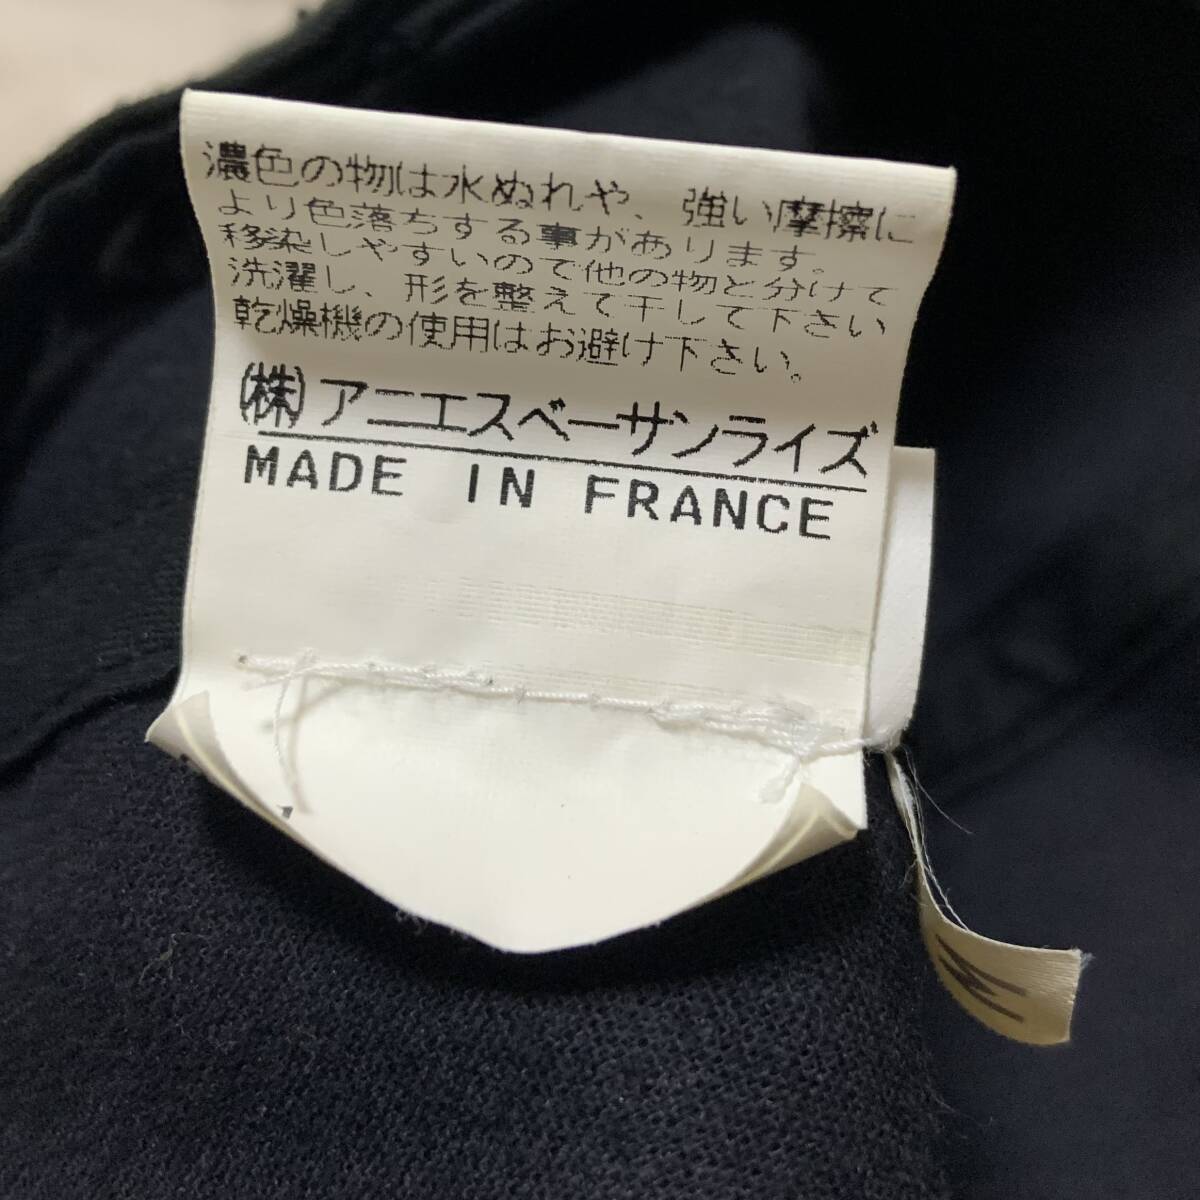 濃色の物は水ぬれや、強い摩擦に
より色落ちする事があります。
移染しやすいので他の物と分けて
洗濯し、形を整えて干して下さい
乾燥機の使用はお避け下さい。
(株)アニエスベーサンライズ
MADE IN FRANCE
M